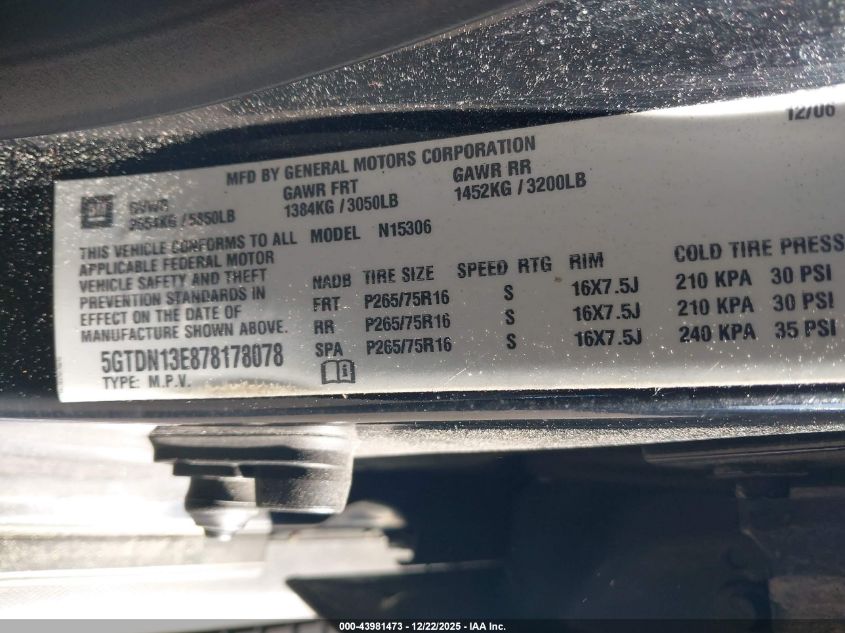 12/06
MFD BY GENERAL MOTORS CORPORATION
GM
GVWR GAWR FRT GAWR RR
2654KG / 5850LB 1384KG / 3050LB 1452KG / 3200LB
THIS VEHICLE CONFORMS TO ALL
APPLICABLE FEDERAL MOTOR
VEHICLE SAFETY AND THEFT
PREVENTION STANDARDS IN
EFFECT ON THE DATE OF
MANUFACTURE SHOWN ABOVE.
5GTDN13E878178078
TYPE: M.P.V.
MODEL N15306
NADB TIRE SIZE SPEED RTG RIM COLD TIRE PRESS
FRT P265/75R16 S 16X7.5J 210 KPA 30 PSI
RR P265/75R16 S 16X7.5J 210 KPA 30 PSI
SPA P265/75R16 S 16X7.5J 240 KPA 35 PSI
000-43981473 - 12/22/2025 - IAA Inc.